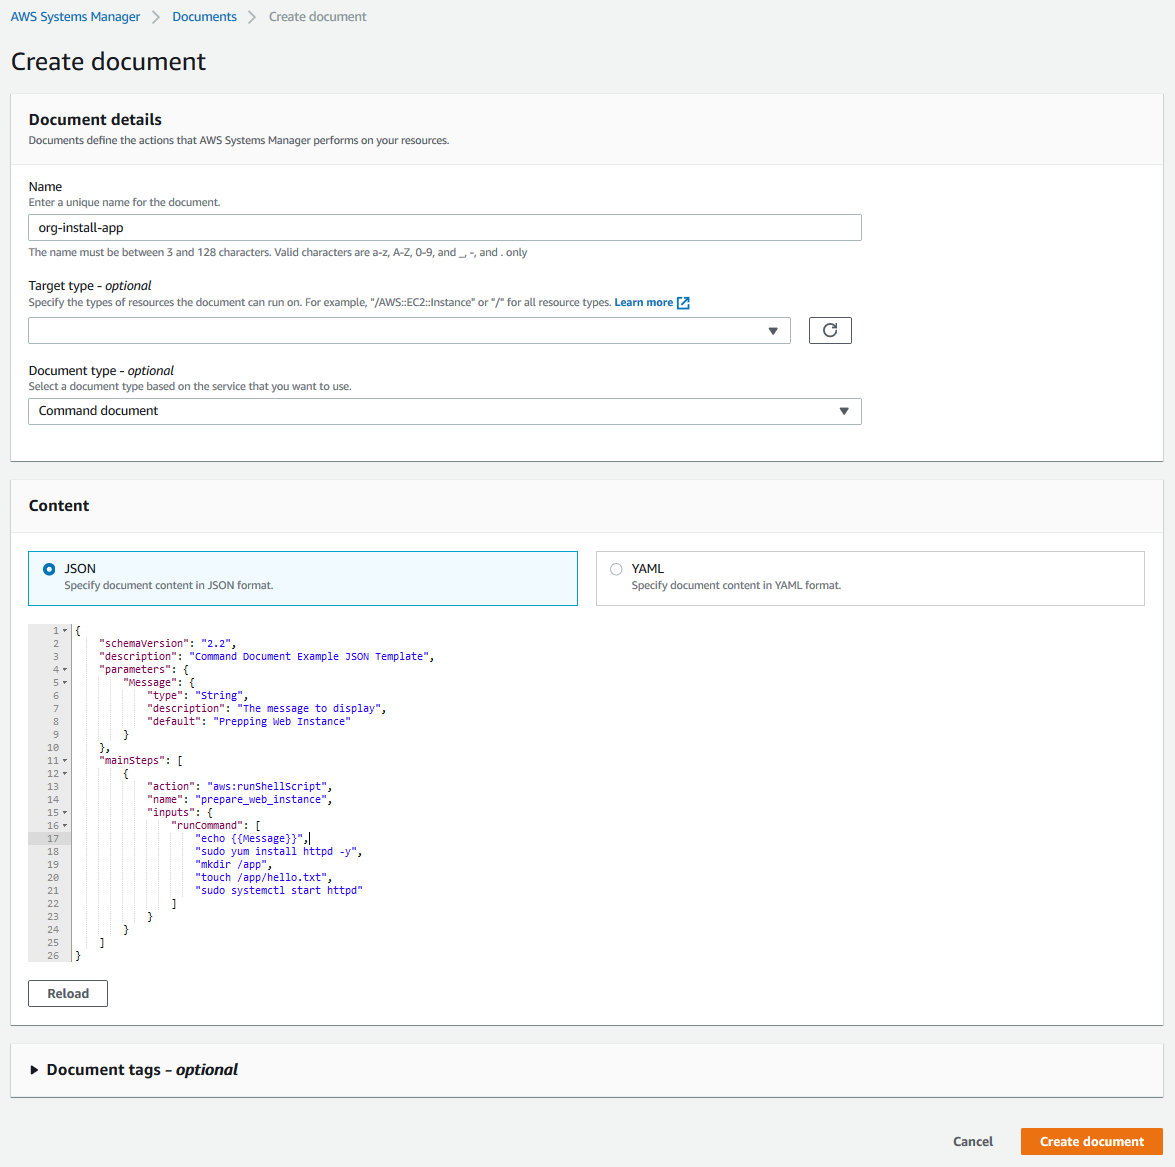 AWS Systems Manager > Documents > Create document
Create document
Document details
Documents define the actions that AWS Systems Manager performs on your resources.
Name
Enter a unique name for the document.
org-install-app
The name must be between 3 and 128 characters. Valid characters are a-z, A-Z, 0-9, and _, -, and . only
Target type - optional
Specify the types of resources the document can run on. For example, "/AWS::EC2::Instance" or "/" for all resource types. Learn more
Document type - optional
Select a document type based on the service that you want to use.
Command document
Content
JSON
Specify document content in JSON format.
YAML
Specify document content in YAML format.
1 {
2 "schemaVersion": "2.2",
3 "description": "Command Document Example JSON Template",
4 "parameters": {
5 "Message": {
6 "type": "String",
7 "description": "The message to display",
8 "default": "Prepping Web Instance"
9 }
10 },
11 "mainSteps": [
12 {
13 "action": "aws:runShellScript",
14 "name": "prepare_web_instance",
15 "inputs": {
16 "runCommand": [
17 "echo {{Message}}",
18 "sudo yum install httpd -y",
19 "mkdir /app",
20 "touch /app/hello.txt",
21 "sudo systemctl start httpd"
22 ]
23 }
24 }
25 ]
26 }
Reload
Document tags - optional
Cancel
Create document